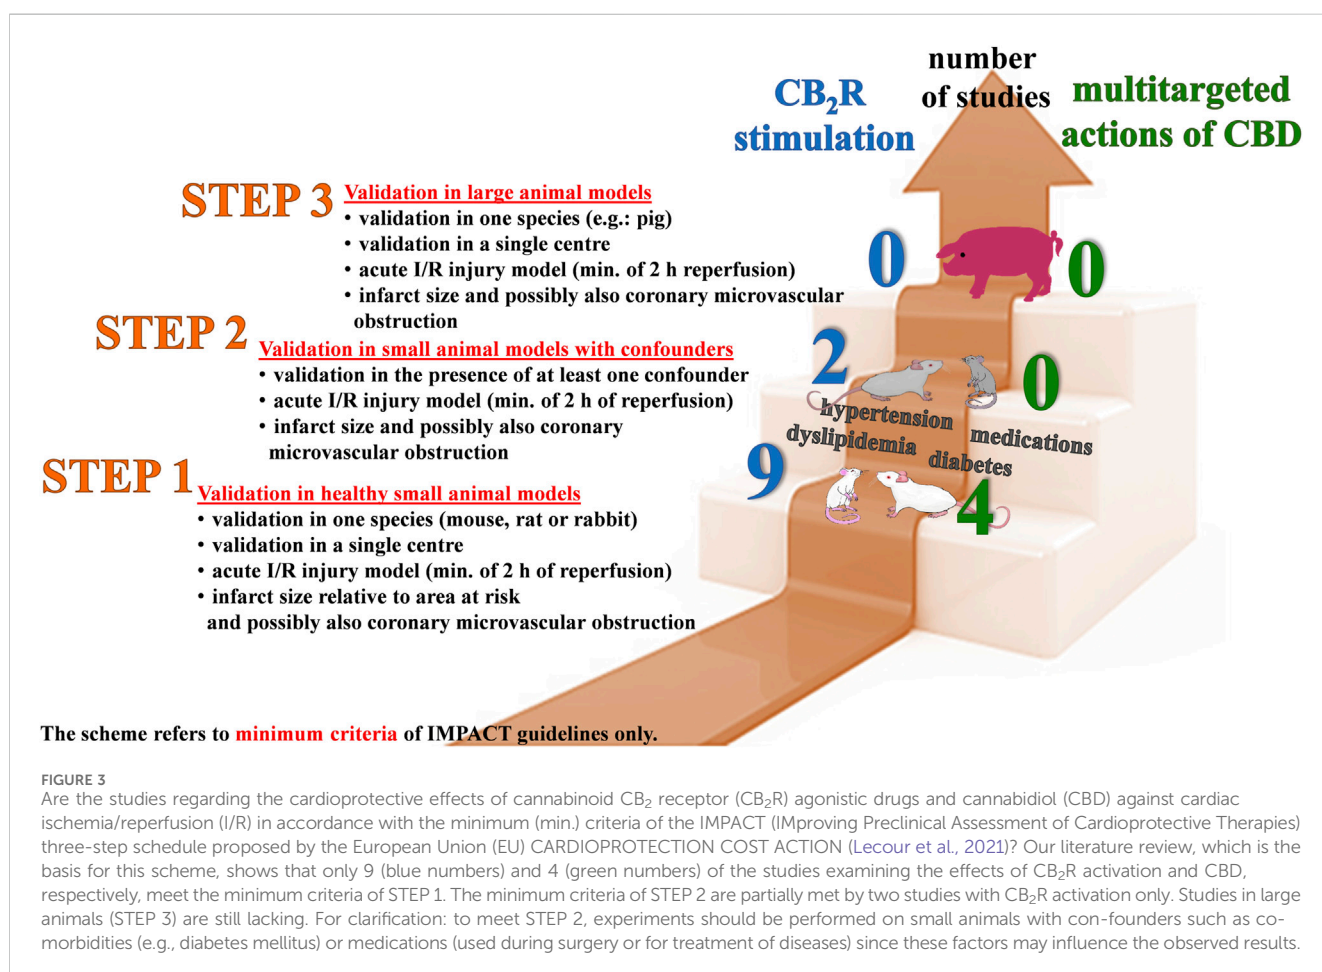 number
of studies
CB₂R
stimulation
multitargeted
actions of CBD
STEP 3
Validation in large animal models
• validation in one species (e.g.: pig)
• validation in a single centre
• acute I/R injury model (min. of 2 h reperfusion)
• infarct size and possibly also coronary microvascular
obstruction
0
0
STEP 2
Validation in small animal models with confounders
• validation in the presence of at least one confounder
• acute I/R injury model (min. of 2 h of reperfusion)
• infarct size and possibly also coronary
microvascular obstruction
2
0
hypertension
dyslipidemia
medications
diabetes
STEP 1
Validation in healthy small animal models
• validation in one species (mouse, rat or rabbit)
• validation in a single centre
• acute I/R injury model (min. of 2 h of reperfusion)
• infarct size relative to area at risk
and possibly also coronary microvascular obstruction
9
4
The scheme refers to minimum criteria of IMPACT guidelines only.
FIGURE 3
Are the studies regarding the cardioprotective effects of cannabinoid CB₂ receptor (CB₂R) agonistic drugs and cannabidiol (CBD) against cardiac
ischemia/reperfusion (I/R) in accordance with the minimum (min.) criteria of the IMPACT (IMproving Preclinical Assessment of Cardioprotective Therapies)
three-step schedule proposed by the European Union (EU) CARDIOPROTECTION COST ACTION (Lecour et al., 2021)? Our literature review, which is the
basis for this scheme, shows that only 9 (blue numbers) and 4 (green numbers) of the studies examining the effects of CB₂R activation and CBD,
respectively, meet the minimum criteria of STEP 1. The minimum criteria of STEP 2 are partially met by two studies with CB₂R activation only. Studies in large
animals (STEP 3) are still lacking. For clarification: to meet STEP 2, experiments should be performed on small animals with con-founders such as co-
morbidities (e.g., diabetes mellitus) or medications (used during surgery or for treatment of diseases) since these factors may influence the observed results.